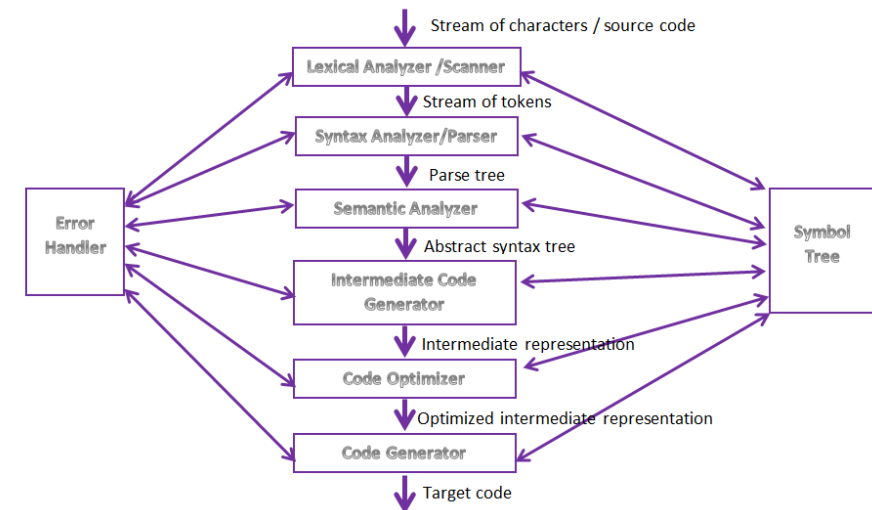 Stream of characters / source code
Lexical Analyzer /Scanner
Stream of tokens
Syntax Analyzer/Parser
Parse tree
Semantic Analyzer
Abstract syntax tree
Error
Handler
Symbol
Tree
Intermediate Code
Generator
Intermediate representation
Code Optimizer
Optimized intermediate representation
Code Generator
Target code